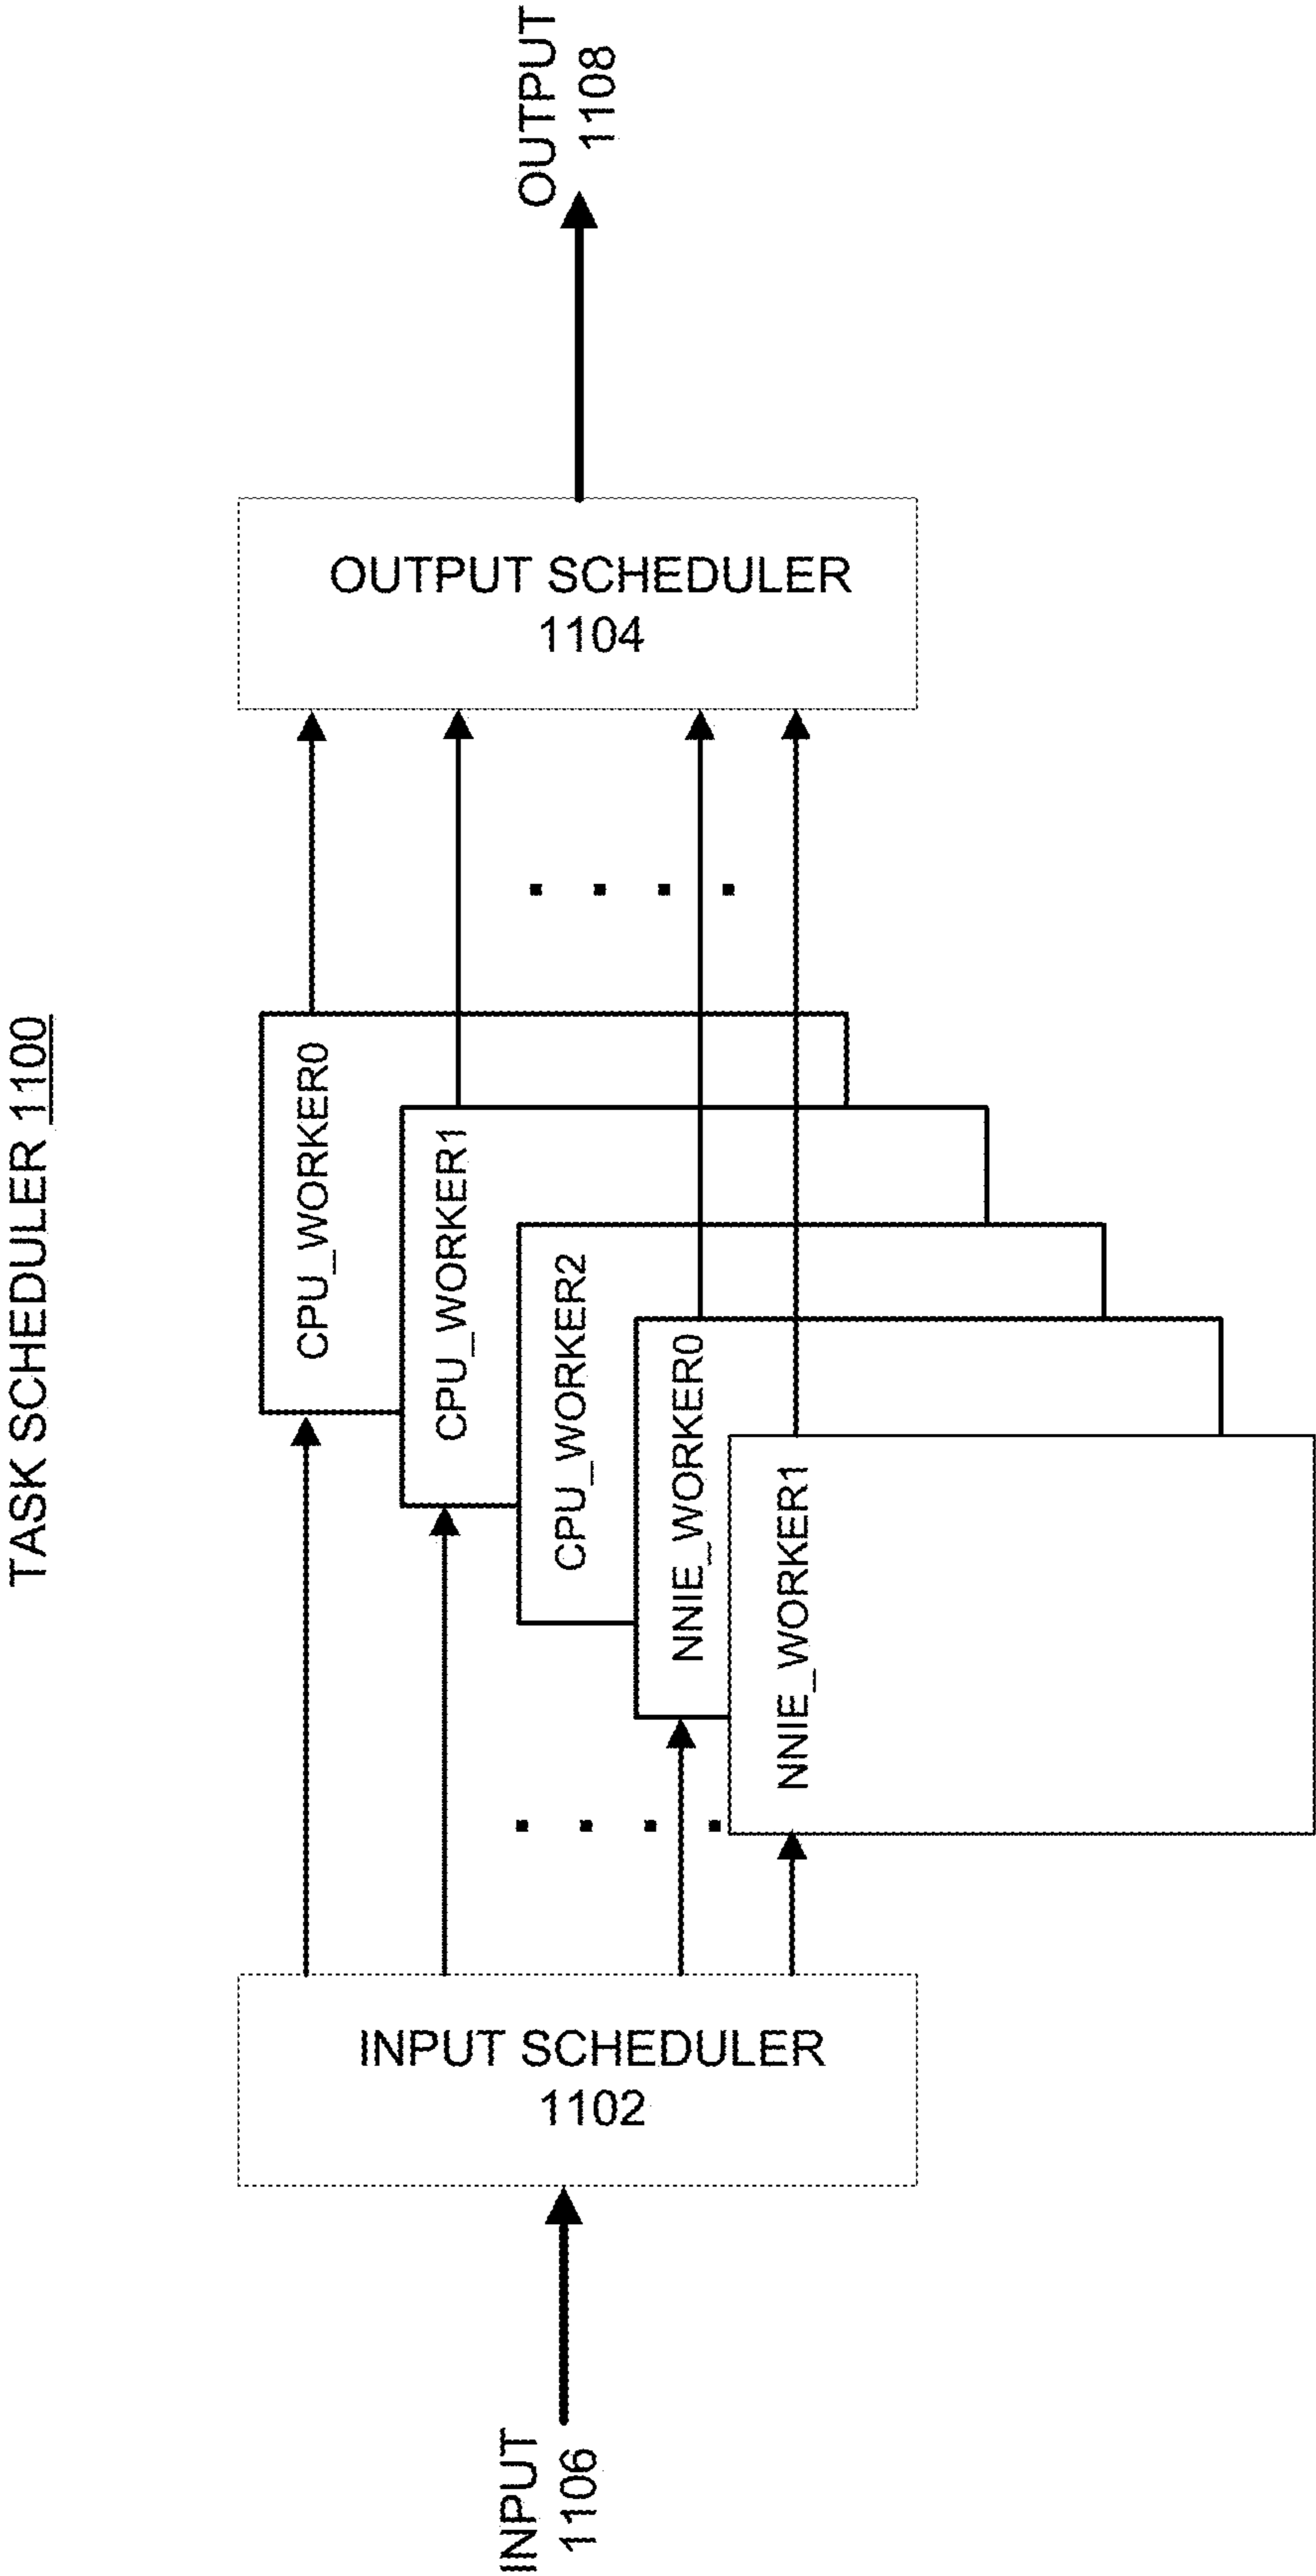 TASK SCHEDULER 1100
INPUT
1106
INPUT SCHEDULER
1102
CPU_WORKER0
CPU_WORKER1
CPU_WORKER2
NNIE_WORKER0
NNIE_WORKER1
OUTPUT SCHEDULER
1104
OUTPUT
1108